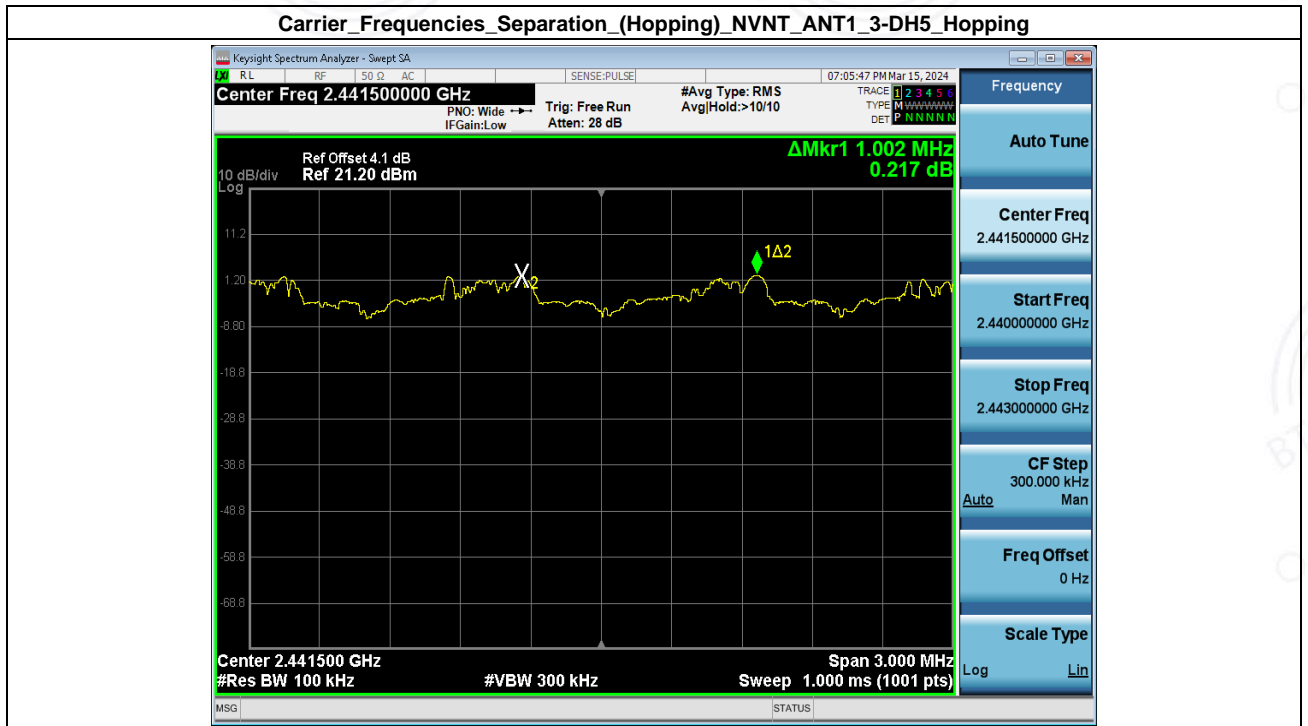 Carrier_Frequencies_Separation_(Hopping)_NVNT_ANT1_3-DH5_Hopping
Keysight Spectrum Analyzer - Swept SA
LXI RL RF 50 Ω AC SENSE:PULSE 07:05:47 PM Mar 15, 2024
Center Freq 2.441500000 GHz
PNO: Wide
IFGain:Low
Trig: Free Run
Atten: 28 dB
#Avg Type: RMS
Avg|Hold:>10/10
TRACE 1 2 3 4 5 6
TYPE M WWWWW
DET P NNNNN
ΔMkr1 1.002 MHz
0.217 dB
Ref Offset 4.1 dB
10 dB/div Ref 21.20 dBm
Log
11.2
1.20
-8.80
-18.8
-28.8
-38.8
-48.8
-58.8
-68.8
1Δ2
X2
Center 2.441500 GHz Span 3.000 MHz
#Res BW 100 kHz #VBW 300 kHz Sweep 1.000 ms (1001 pts)
MSG STATUS
Frequency
Auto Tune
Center Freq
2.441500000 GHz
Start Freq
2.440000000 GHz
Stop Freq
2.443000000 GHz
CF Step
300.000 kHz
Auto Man
Freq Offset
0 Hz
Scale Type
Log Lin